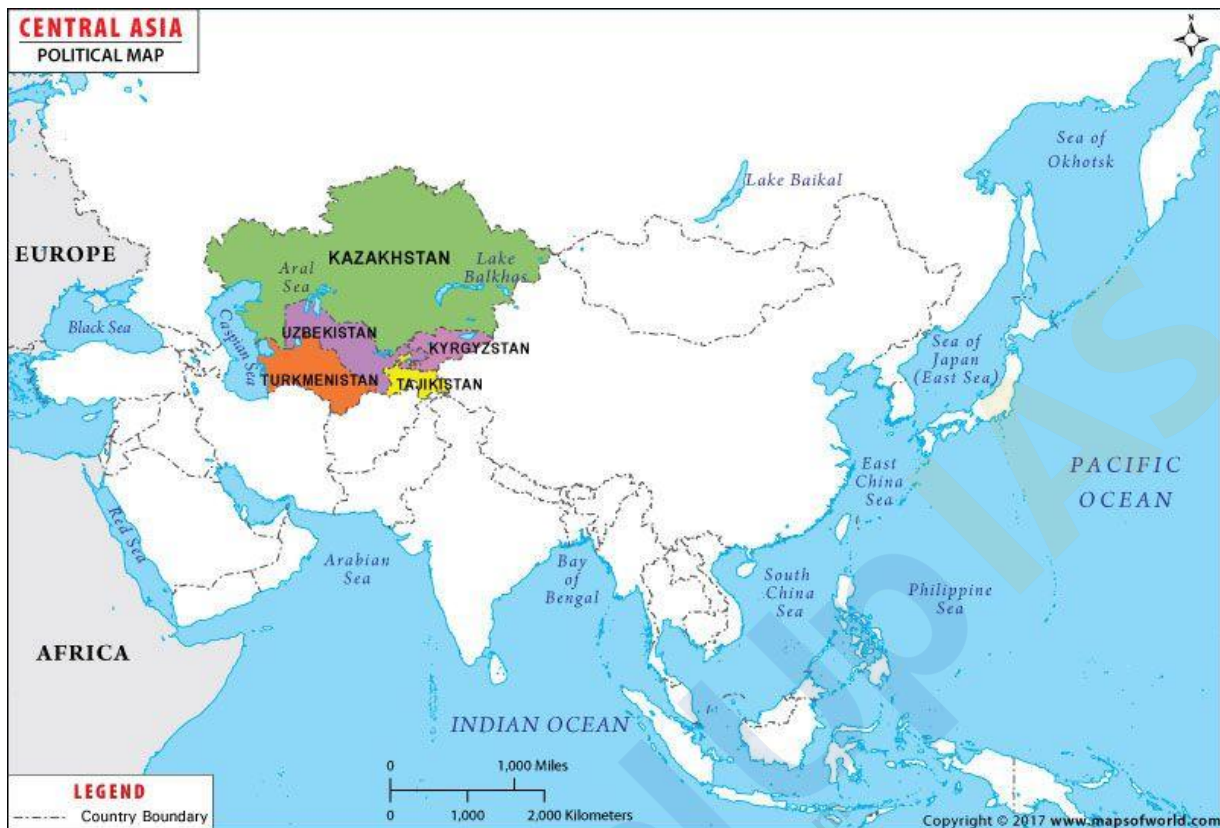 CENTRAL ASIA
POLITICAL MAP
N
Sea of
Okhotsk
Lake Baikal
EUROPE
KAZAKHSTAN
Aral
Sea
Lake
Balkhas
Black Sea
Caspian Sea
UZBEKISTAN
KYRGYZSTAN
TURKMENISTAN
TAJIKISTAN
Sea of
Japan
(East Sea)
East
China
Sea
PACIFIC
OCEAN
Red Sea
Arabian
Sea
Bay
of
Bengal
South
China
Sea
Philippine
Sea
AFRICA
INDIAN OCEAN
0 1,000 Miles
0 1,000 2,000 Kilometers
LEGEND
Country Boundary
Copyright © 2017 www.mapsofworld.com
Up IAS